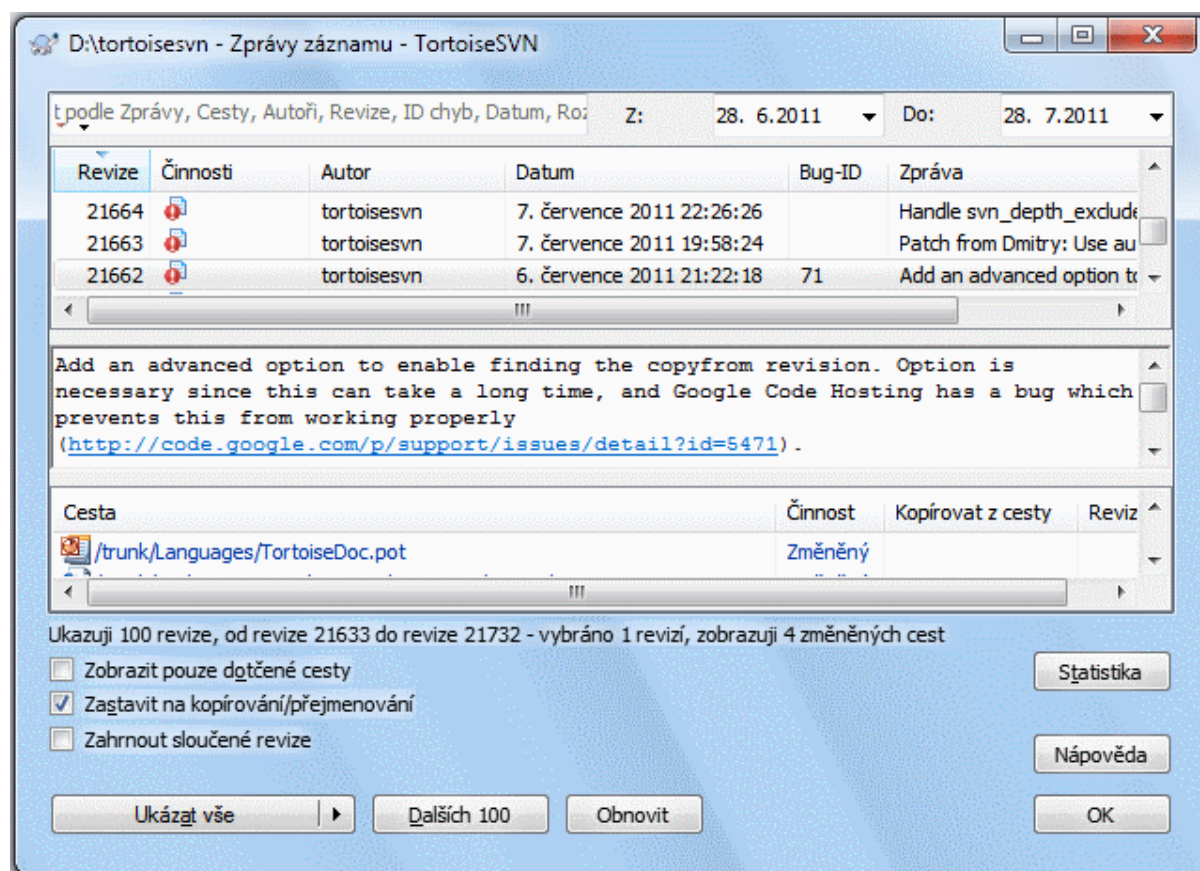 D:\tortoisesvn - Zprávy záznamu - TortoiseSVN
podle Zprávy, Cesty, Autoři, Revize, ID chyb, Datum, Roz Z: 28. 6.2011 Do: 28. 7.2011
Revize Činnosti Autor Datum Bug-ID Zpráva
21664 tortoisesvn 7. července 2011 22:26:26 Handle svn_depth_exclude
21663 tortoisesvn 7. července 2011 19:58:24 Patch from Dmitry: Use au
21662 tortoisesvn 6. července 2011 21:22:18 71 Add an advanced option to
Add an advanced option to enable finding the copyfrom revision. Option is
necessary since this can take a long time, and Google Code Hosting has a bug which
prevents this from working properly
(http://code.google.com/p/support/issues/detail?id=5471).
Cesta Činnost Kopírovat z cesty Reviz
/trunk/Languages/TortoiseDoc.pot Změněný
Ukazuji 100 revize, od revize 21633 do revize 21732 - vybráno 1 revizí, zobrazuji 4 změněných cest
Zobrazit pouze dotčené cesty
Statistika
Zastavit na kopírování/přejmenování
Zahrnout sloučené revize
Nápověda
Ukázat vše Dalších 100 Obnovit OK